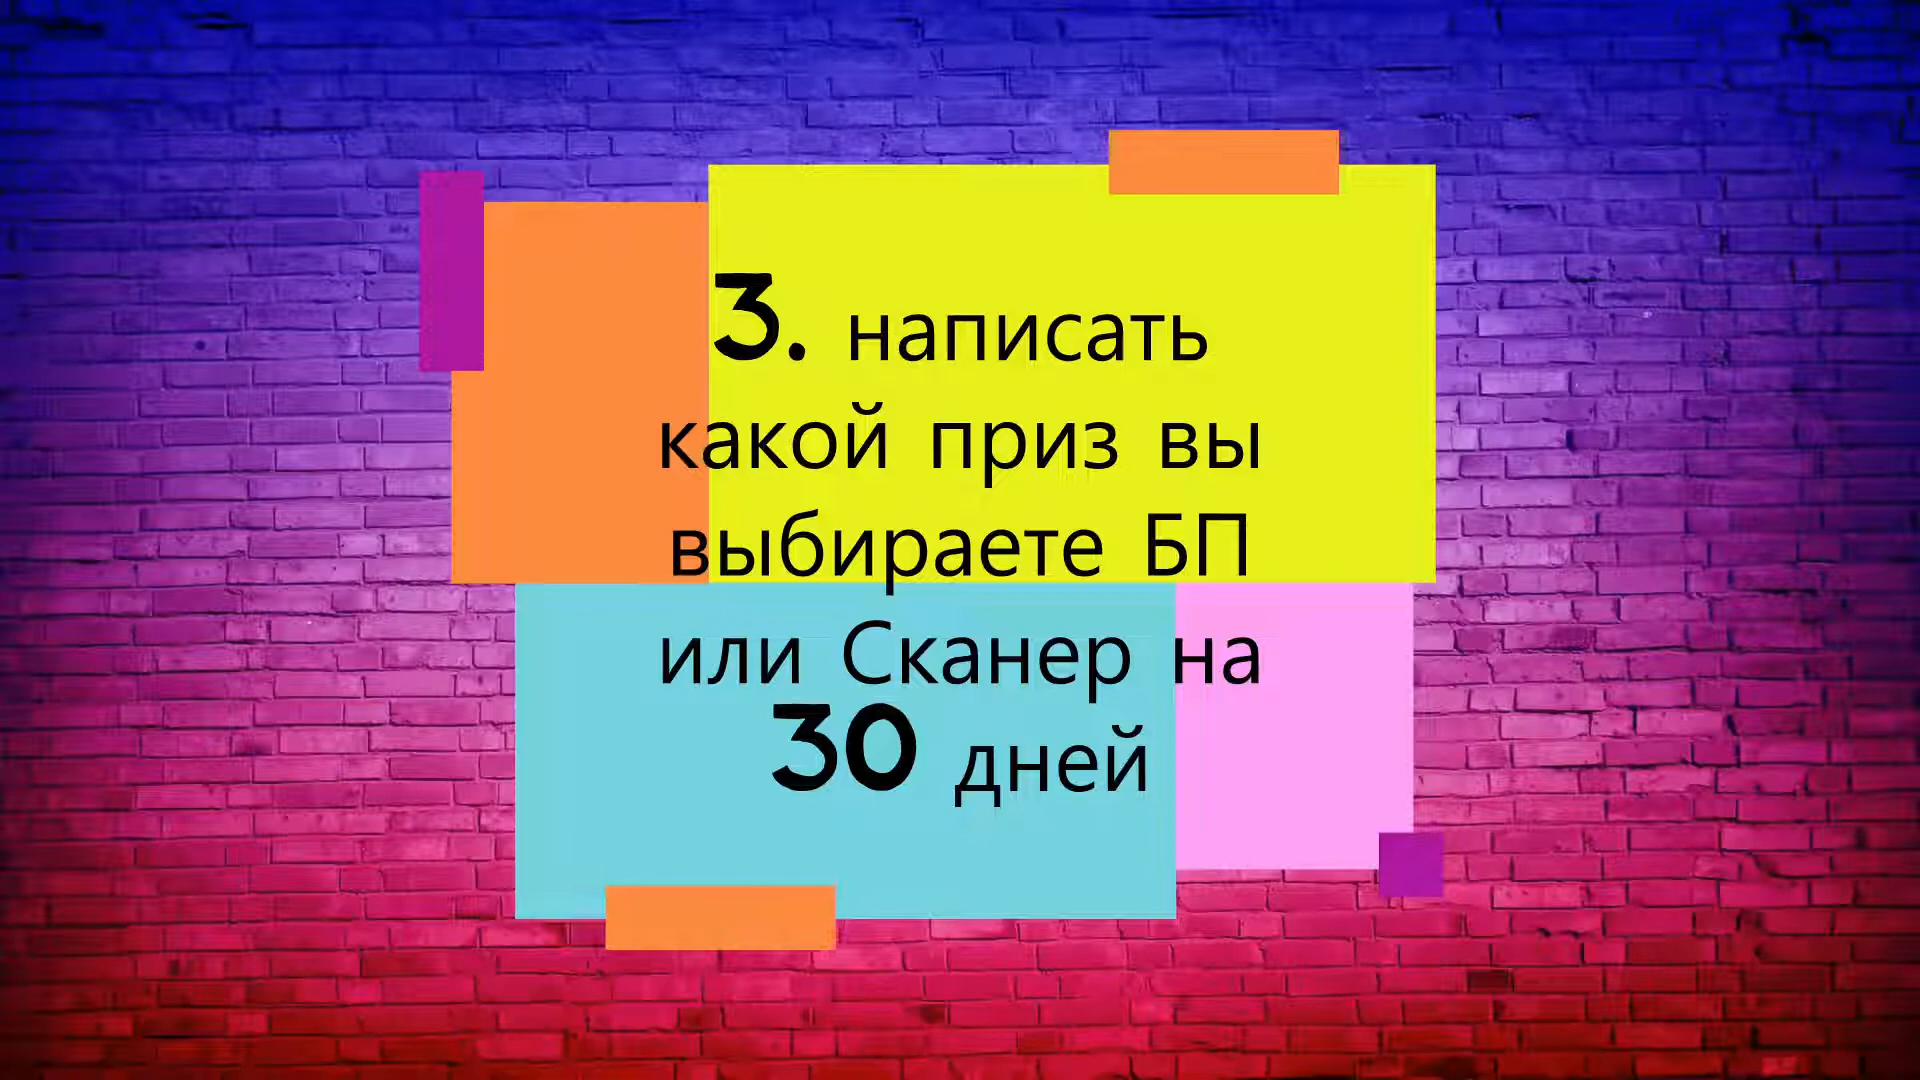 3. написать
какой приз вы
выбираете БП
или Сканер на
30 дней